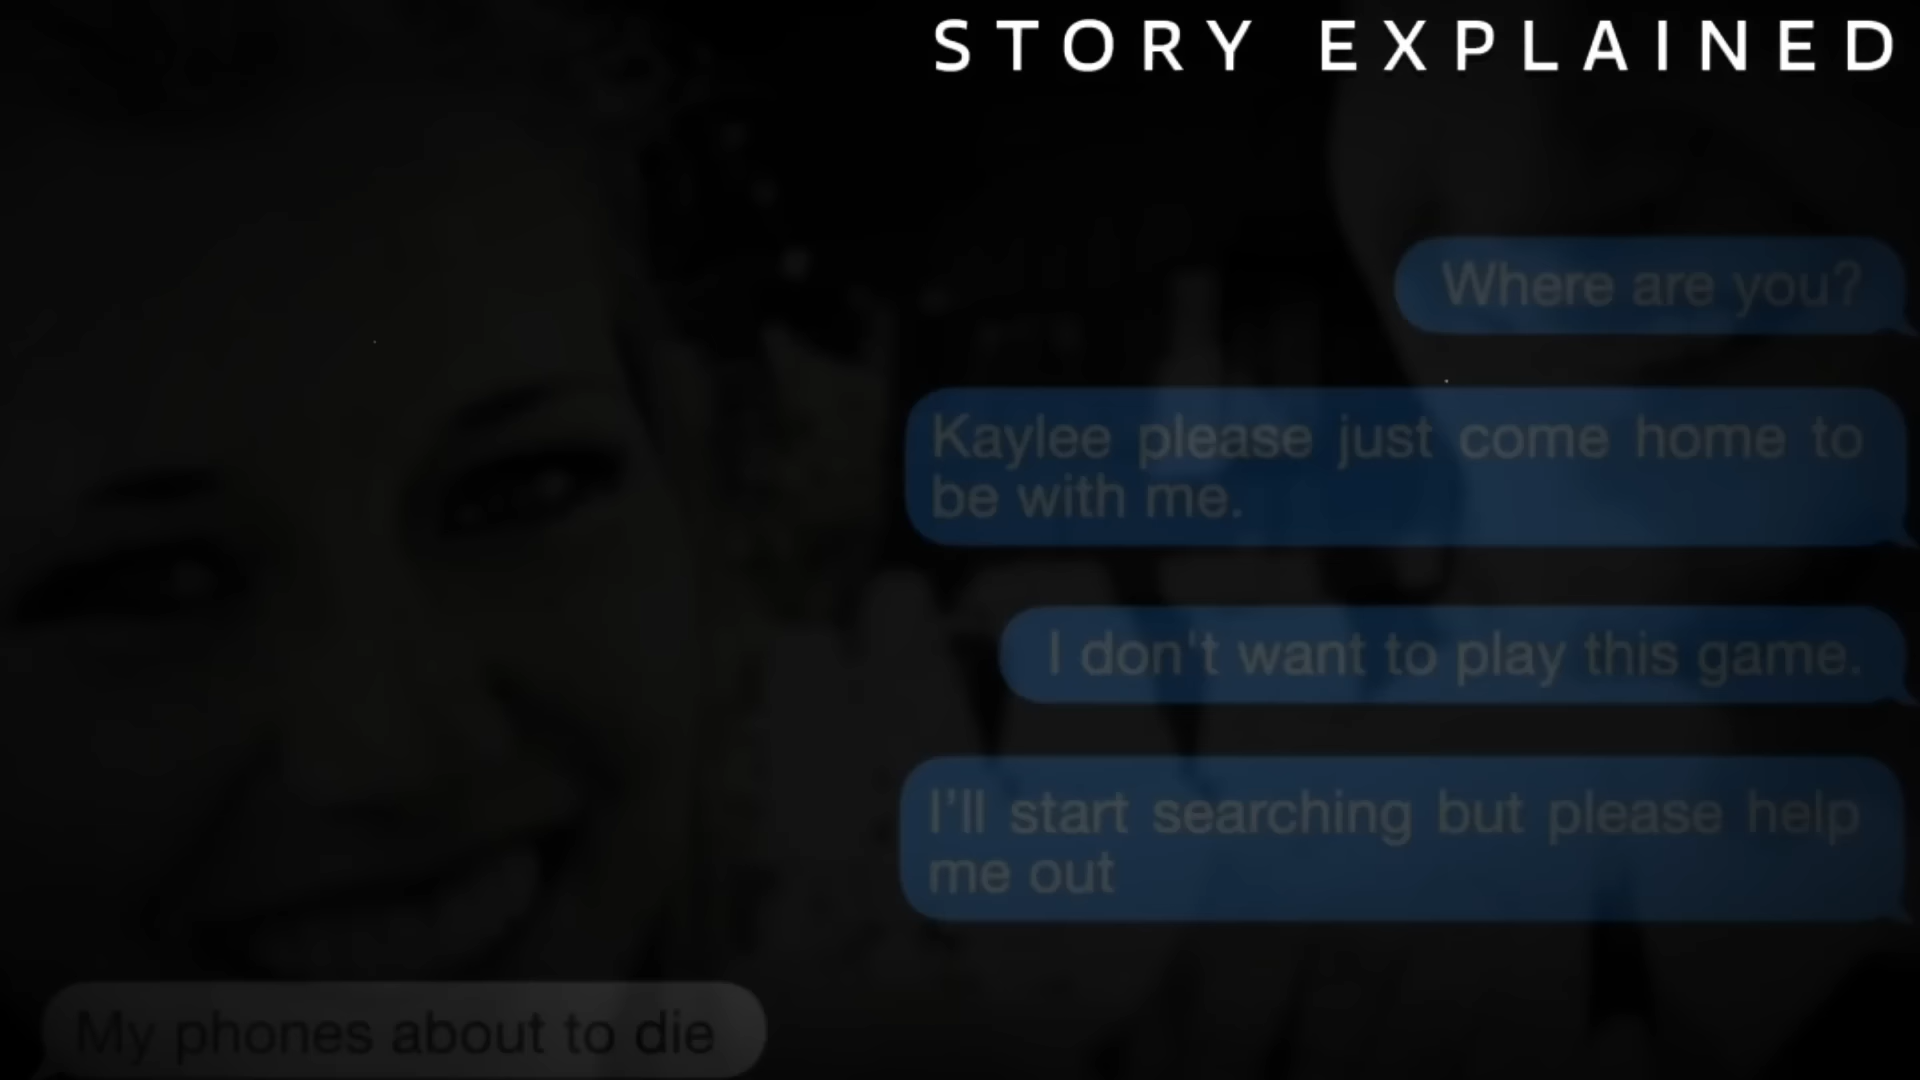 STORY EXPLAINED
Where are you?
Kaylee please just come home to
be with me.
I don't want to play this game.
I'll start searching but please help
me out
My phones about to die